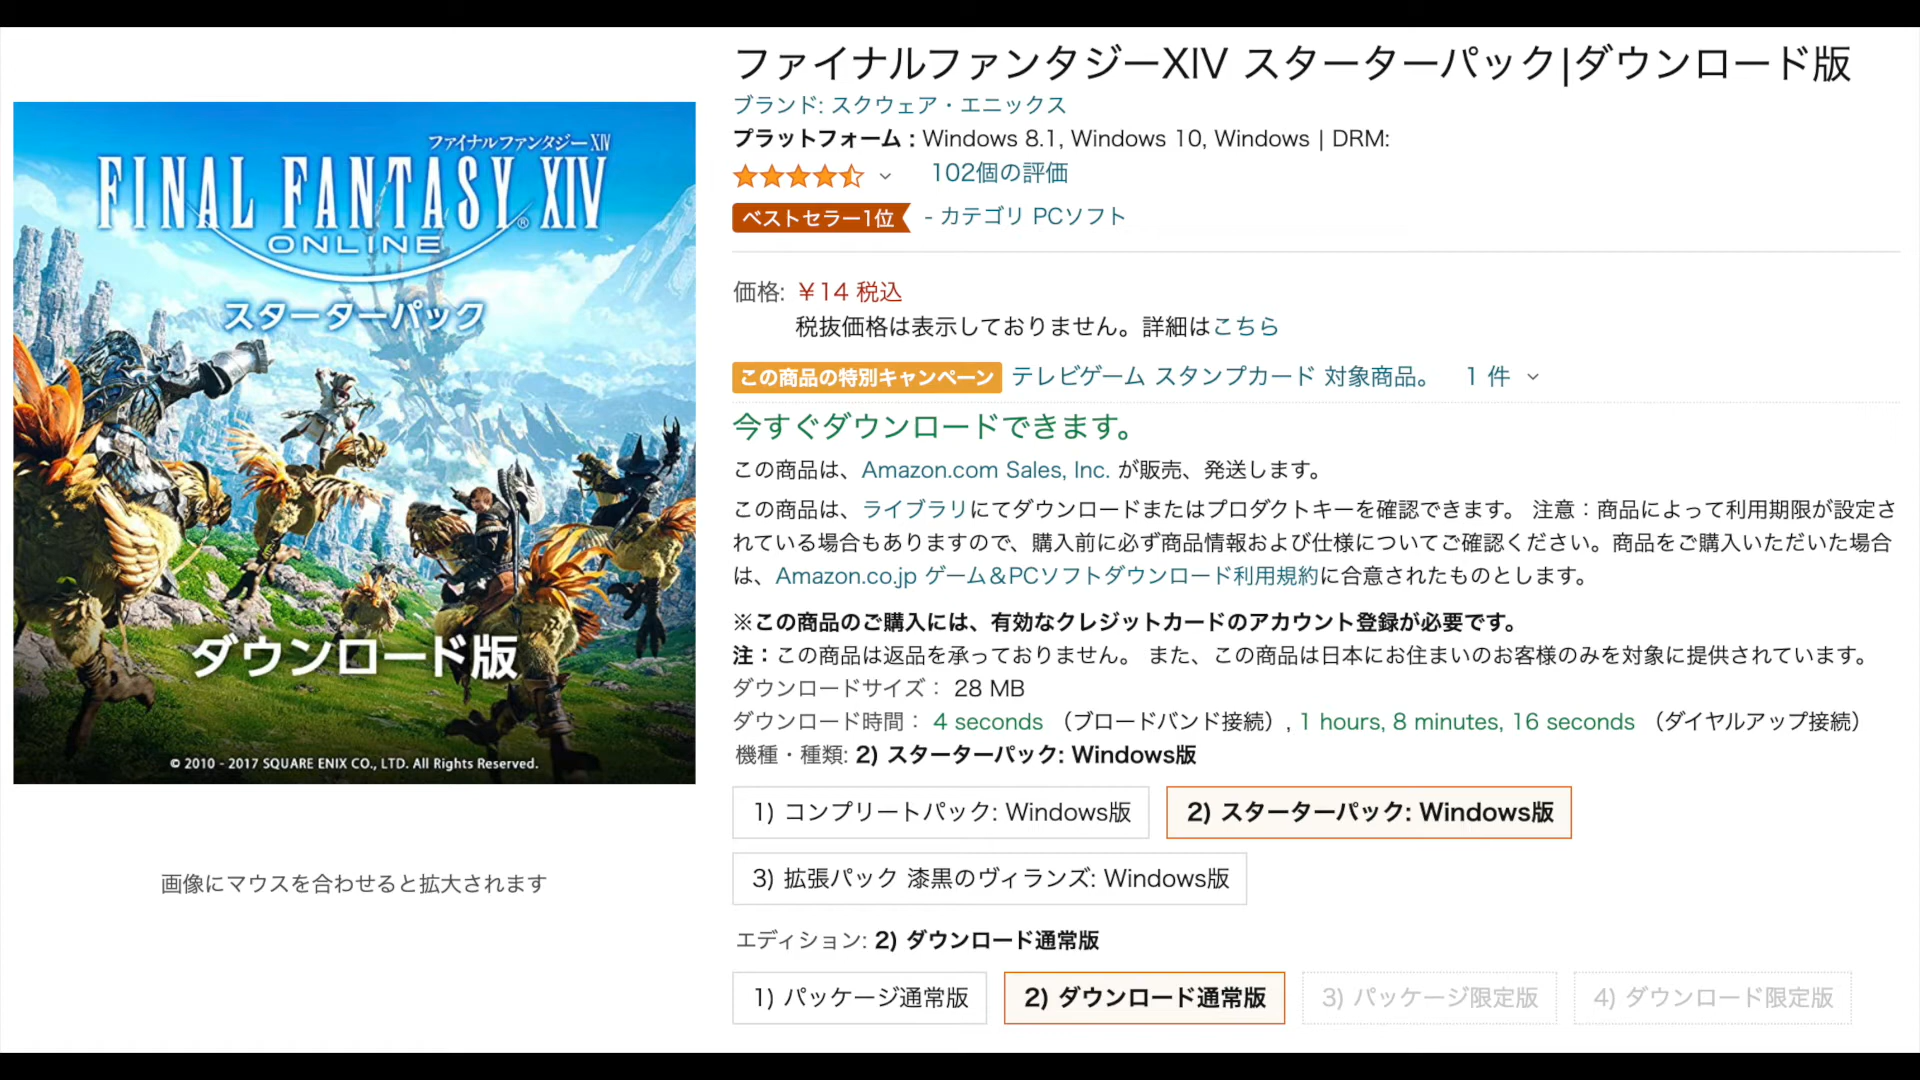 ファイナルファンタジーXIV
FINAL FANTASY® XIV
ONLINE
スターターパック
ダウンロード版
© 2010 - 2017 SQUARE ENIX CO., LTD. All Rights Reserved.
画像にマウスを合わせると拡大されます
ファイナルファンタジーXIV スターターパック|ダウンロード版
ブランド: スクウェア・エニックス
プラットフォーム : Windows 8.1, Windows 10, Windows | DRM:
102個の評価
ベストセラー1位 - カテゴリ PCソフト
価格: ￥14 税込
税抜価格は表示しておりません。詳細はこちら
この商品の特別キャンペーン テレビゲーム スタンプカード 対象商品。 1 件
今すぐダウンロードできます。
この商品は、Amazon.com Sales, Inc. が販売、発送します。
この商品は、ライブラリにてダウンロードまたはプロダクトキーを確認できます。 注意：商品によって利用期限が設定さ
れている場合もありますので、購入前に必ず商品情報および仕様についてご確認ください。商品をご購入いただいた場合
は、Amazon.co.jp ゲーム＆PCソフトダウンロード利用規約に合意されたものとします。
※この商品のご購入には、有効なクレジットカードのアカウント登録が必要です。
注：この商品は返品を承っておりません。 また、この商品は日本にお住まいのお客様のみを対象に提供されています。
ダウンロードサイズ： 28 MB
ダウンロード時間： 4 seconds （ブロードバンド接続）, 1 hours, 8 minutes, 16 seconds （ダイヤルアップ接続）
機種・種類: 2) スターターパック: Windows版
1) コンプリートパック: Windows版
2) スターターパック: Windows版
3) 拡張パック 漆黒のヴィランズ: Windows版
エディション: 2) ダウンロード通常版
1) パッケージ通常版
2) ダウンロード通常版
3) パッケージ限定版
4) ダウンロード限定版